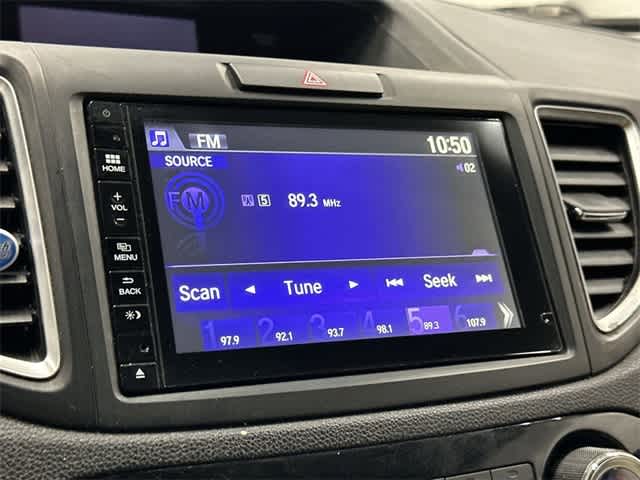 FM 10:50
SOURCE 02
FM 5 89.3 MHz
HOME
+
VOL
-
MENU
BACK
Scan Tune Seek
1 97.9 2 92.1 3 93.7 4 98.1 5 89.3 6 107.9